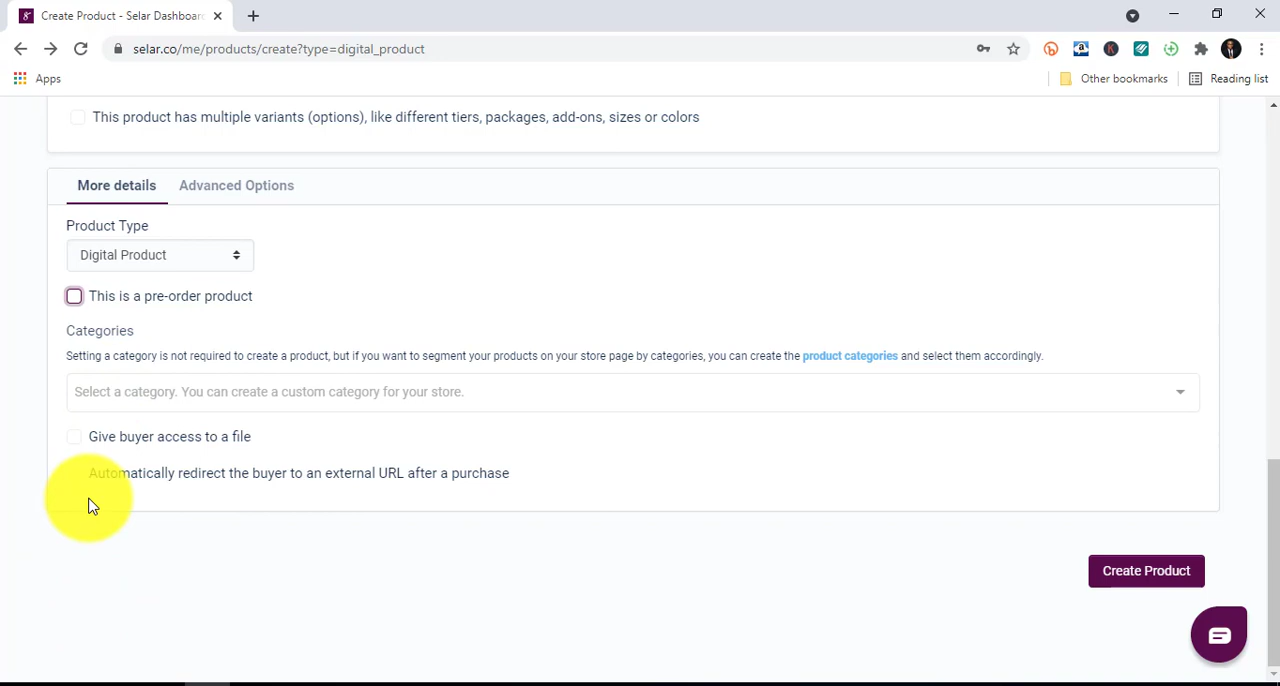 Create Product - Selar Dashboard
selar.co/me/products/create?type=digital_product
Apps
Other bookmarks
Reading list
This product has multiple variants (options), like different tiers, packages, add-ons, sizes or colors
More details
Advanced Options
Product Type
Digital Product
This is a pre-order product
Categories
Setting a category is not required to create a product, but if you want to segment your products on your store page by categories, you can create the product categories and select them accordingly.
Select a category. You can create a custom category for your store.
Give buyer access to a file
Automatically redirect the buyer to an external URL after a purchase
Create Product